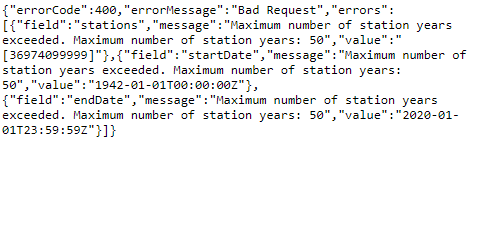 {"errorCode":400,"errorMessage":"Bad Request","errors":
[{"field":"stations","message":"Maximum number of station years
exceeded. Maximum number of station years: 50","value":"
[36974099999]"},{"field":"startDate","message":"Maximum number of
station years exceeded. Maximum number of station years:
50","value":"1942-01-01T00:00:00Z"},
{"field":"endDate","message":"Maximum number of station years
exceeded. Maximum number of station years: 50","value":"2020-01-
01T23:59:59Z"}]}